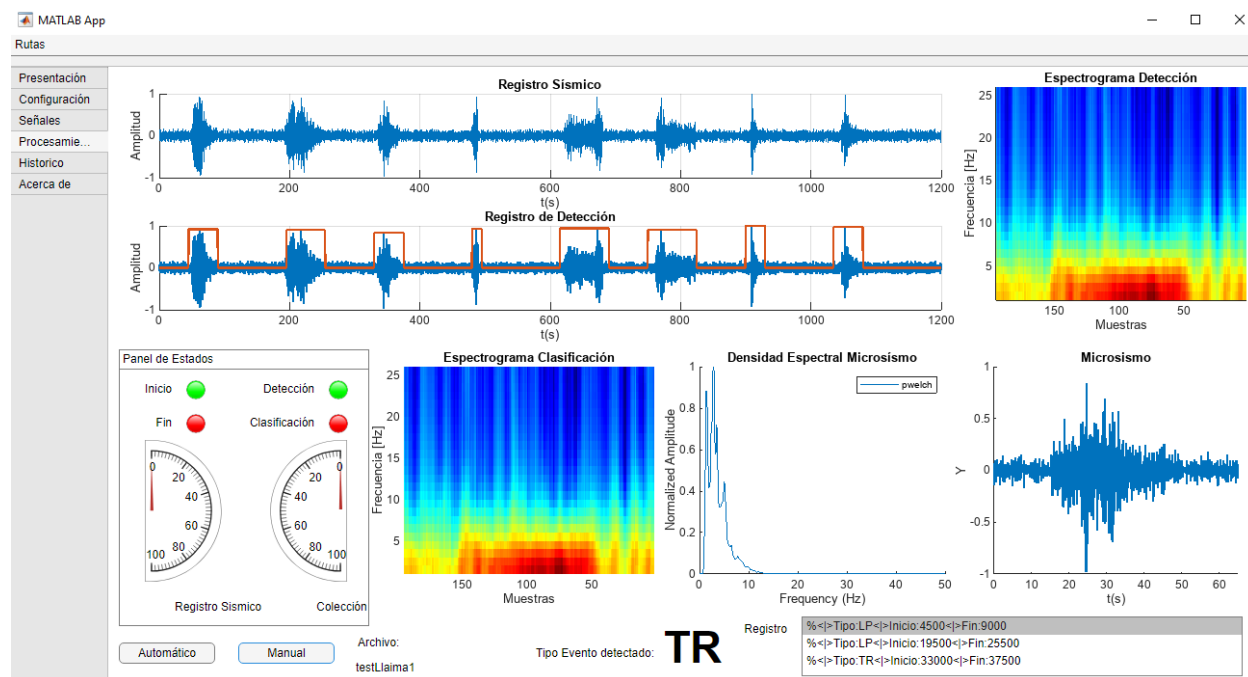 MATLAB App
Rutas
Presentación
Configuración
Señales
Procesamie...
Historico
Acerca de
Registro Sísmico
Amplitud
1
0
-1
0 200 400 600 800 1000 1200
t(s)
Registro de Detección
Amplitud
1
0
-1
0 200 400 600 800 1000 1200
t(s)
Espectrograma Detección
Frecuencia [Hz]
25
20
15
10
5
150 100 50
Muestras
Panel de Estados
Inicio
Detección
Fin
Clasificación
0 20 40 60 80 100
0 20 40 60 80 100
Registro Sismico
Colección
Espectrograma Clasificación
Frecuencia [Hz]
25
20
15
10
5
150 100 50
Muestras
Densidad Espectral Microsísmo
pwelch
Normalized Amplitude
1
0.8
0.6
0.4
0.2
0
0 10 20 30 40 50
Frequency (Hz)
Microsismo
Y
1
0.5
0
-0.5
-1
0 10 20 30 40 50 60
t(s)
Automático
Manual
Archivo:
testLlaima1
Tipo Evento detectado:
TR
Registro
%<|>Tipo:LP<|>Inicio:4500<|>Fin:9000
%<|>Tipo:LP<|>Inicio:19500<|>Fin:25500
%<|>Tipo:TR<|>Inicio:33000<|>Fin:37500